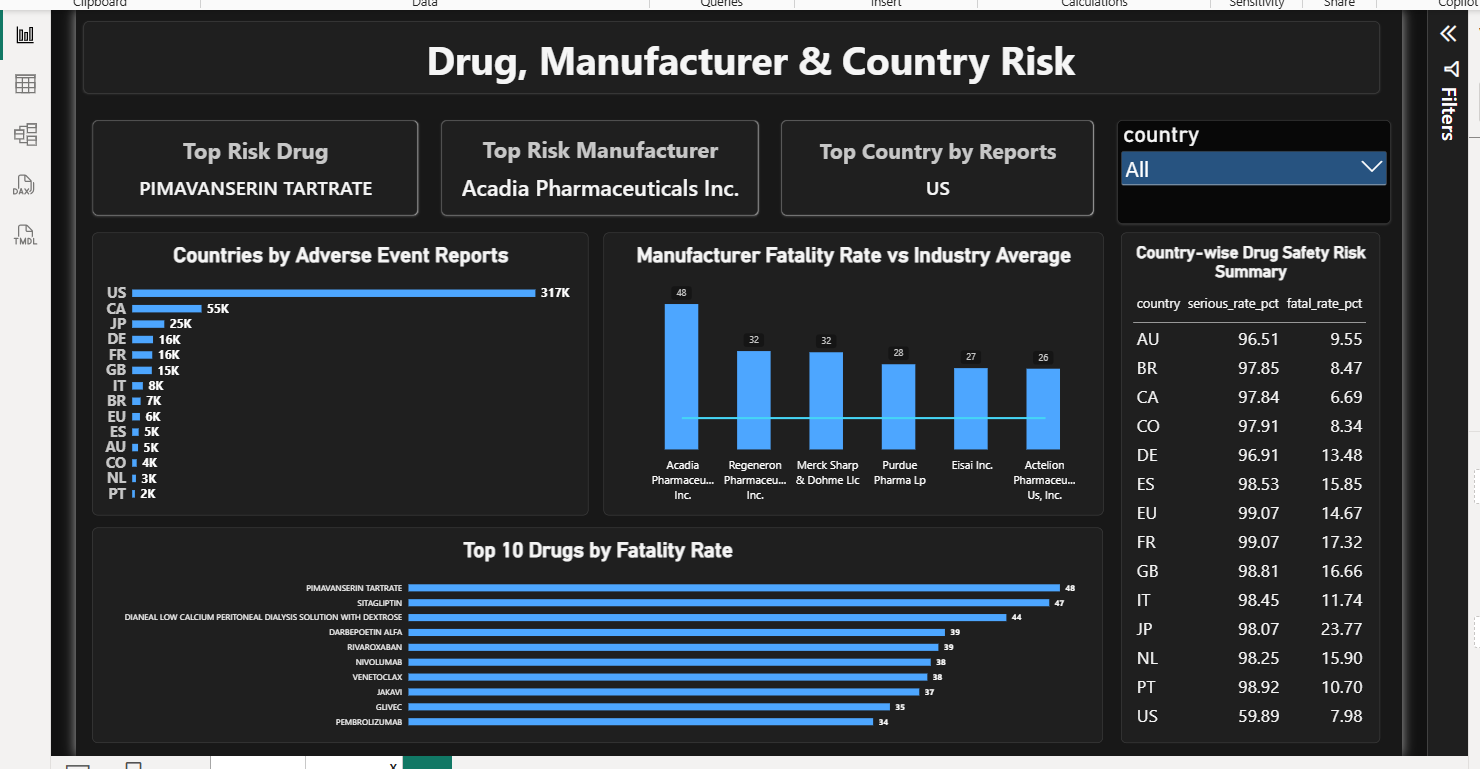 Clipboard
Data
Queries
Insert
Calculations
Sensitivity
Share
Copilot
DAX
TMDL
Drug, Manufacturer & Country Risk
Top Risk Drug
PIMAVANSERIN TARTRATE
Top Risk Manufacturer
Acadia Pharmaceuticals Inc.
Top Country by Reports
US
country
All
Filters
Countries by Adverse Event Reports
US 317K
CA 55K
JP 25K
DE 16K
FR 16K
GB 15K
IT 8K
BR 7K
EU 6K
ES 5K
AU 5K
CO 4K
NL 3K
PT 2K
Manufacturer Fatality Rate vs Industry Average
48
32
32
28
27
26
Acadia
Pharmaceu...
Inc.
Regeneron
Pharmaceu...
Inc.
Merck Sharp
& Dohme Llc
Purdue
Pharma Lp
Eisai Inc.
Actelion
Pharmaceu...
Us, Inc.
Top 10 Drugs by Fatality Rate
PIMAVANSERIN TARTRATE 48
SITAGLIPTIN 47
DIANEAL LOW CALCIUM PERITONEAL DIALYSIS SOLUTION WITH DEXTROSE 44
DARBEPOETIN ALFA 39
RIVAROXABAN 39
NIVOLUMAB 38
VENETOCLAX 38
JAKAVI 37
GLIVEC 35
PEMBROLIZUMAB 34
Country-wise Drug Safety Risk
Summary
country serious_rate_pct fatal_rate_pct
AU 96.51 9.55
BR 97.85 8.47
CA 97.84 6.69
CO 97.91 8.34
DE 96.91 13.48
ES 98.53 15.85
EU 99.07 14.67
FR 99.07 17.32
GB 98.81 16.66
IT 98.45 11.74
JP 98.07 23.77
NL 98.25 15.90
PT 98.92 10.70
US 59.89 7.98